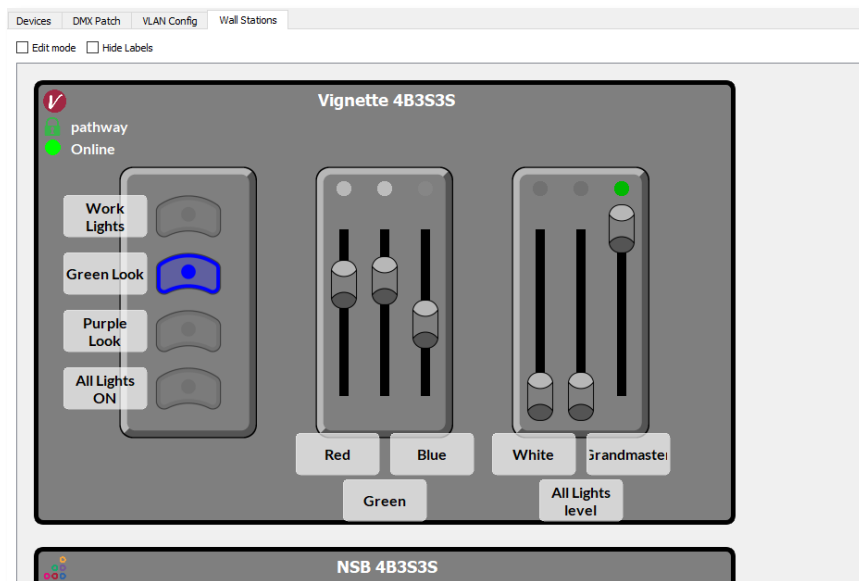 Devices DMX Patch VLAN Config Wall Stations
Edit mode Hide Labels
Vignette 4B3S3S
pathway
Online
Work
Lights
Green Look
Purple
Look
All Lights
ON
Red Blue White Grandmaster
Green All Lights
level
NSB 4B3S3S